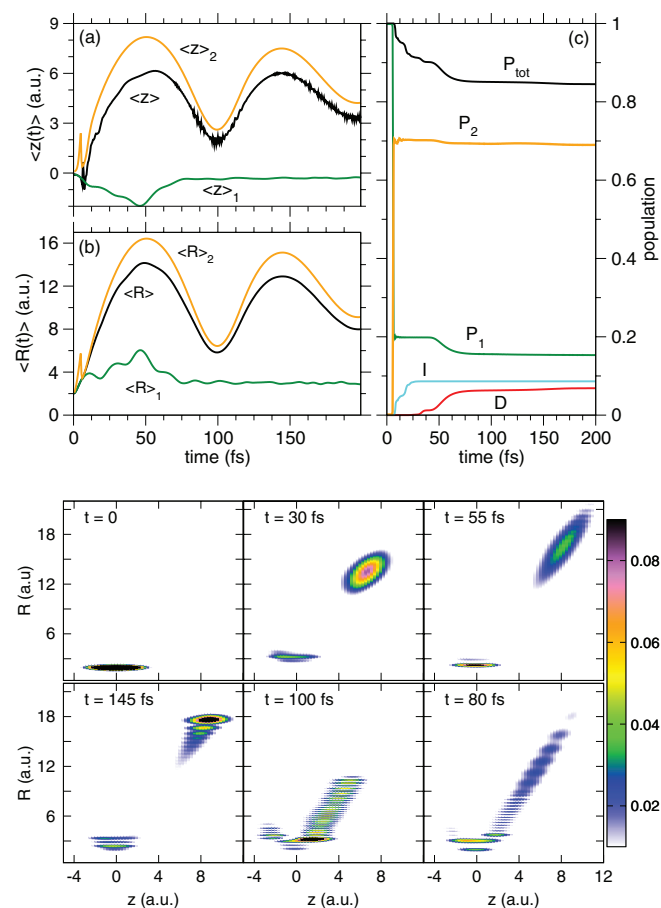 (a)
<z>₂
<z>
<z>₁
<z(t)> (a.u.)
9
6
3
0
(b)
<R>₂
<R>
<R>₁
<R(t)> (a.u.)
16
12
8
4
0
0 50 100 150
time (fs)
(c)
P_tot
P₂
P₁
I
D
1
0.8
0.6
0.4
0.2
0
population
0 50 100 150 200
time (fs)
t = 0
t = 30 fs
t = 55 fs
R (a.u)
18
12
6
t = 145 fs
t = 100 fs
t = 80 fs
R (a.u.)
18
12
6
-4 0 4 8
-4 0 4 8
-4 0 4 8 12
z (a.u.)
z (a.u.)
z (a.u.)
0.08
0.06
0.04
0.02